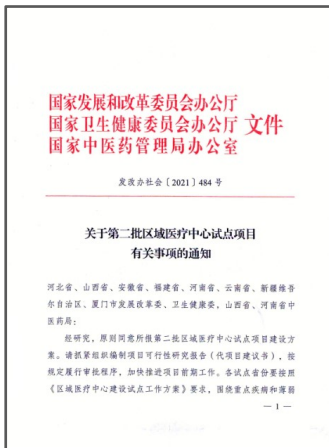 国家发展和改革委员会办公厅
国家卫生健康委员会办公厅 文件
国家中医药管理局办公室
发改办社会〔2021〕484号
关于第二批区域医疗中心试点项目
有关事项的通知
河北省、山西省、安徽省、福建省、河南省、云南省、新疆维吾
尔自治区、厦门市发展改革委、卫生健康委，山西省、河南省中
医药局：
经研究，原则同意所报第二批区域医疗中心试点项目建设方
案。请抓紧组织编制项目可行性研究报告（代项目建议书），按
规定履行审批程序，加快推进项目前期工作。各试点省份要按照
《区域医疗中心建设试点工作方案》要求，围绕重点疾病和薄弱
— 1 —